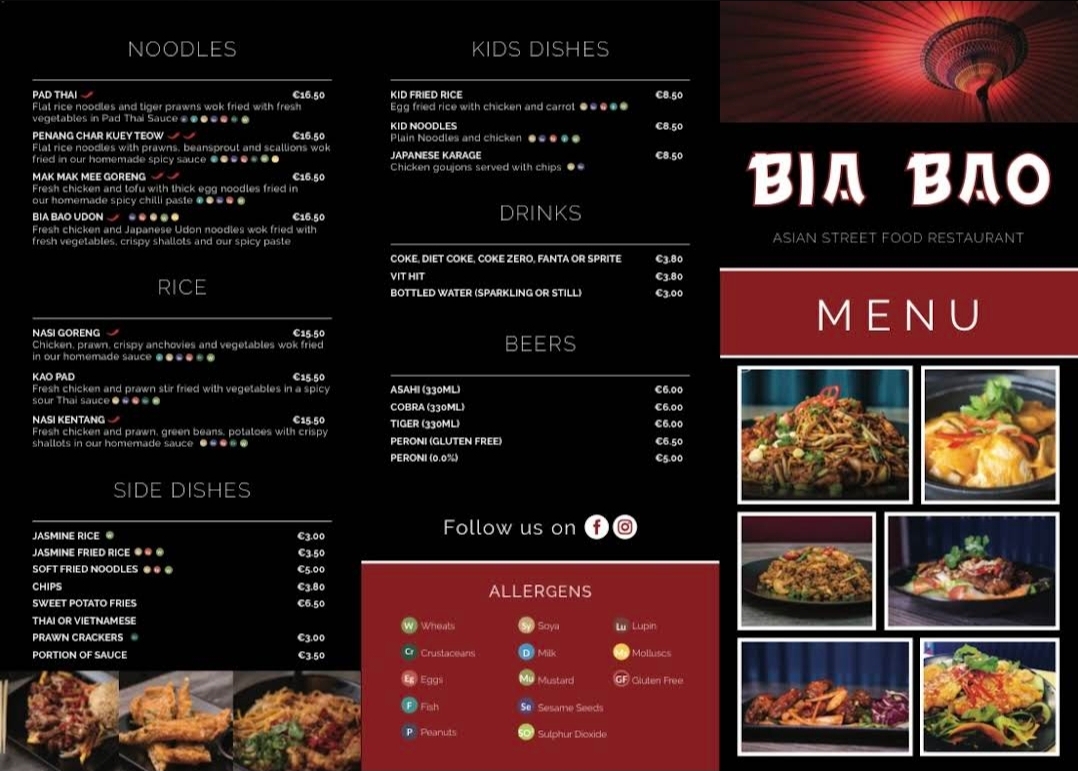 NOODLES
PAD THAI €16.50
Flat rice noodles and tiger prawns wok fried with fresh
vegetables in Pad Thai Sauce
PENANG CHAR KUEY TEOW €16.50
Flat rice noodles with prawns, beansprout and scallions wok
fried in our homemade spicy sauce
MAK MAK MEE GORENG €16.50
Fresh chicken and tofu with thick egg noodles fried in
our homemade spicy chilli paste
BIA BAO UDON €16.50
Fresh chicken and Japanese Udon noodles wok fried with
fresh vegetables, crispy shallots and our spicy paste
RICE
NASI GORENG €15.50
Chicken, prawn, crispy anchovies and vegetables wok fried
in our homemade sauce
KAO PAD €15.50
Fresh chicken and prawn stir fried with vegetables in a spicy
sour Thai sauce
NASI KENTANG €15.50
Fresh chicken and prawn, green beans, potatoes with crispy
shallots in our homemade sauce
SIDE DISHES
JASMINE RICE €3.00
JASMINE FRIED RICE €3.50
SOFT FRIED NOODLES €5.00
CHIPS €3.80
SWEET POTATO FRIES €6.50
THAI OR VIETNAMESE
PRAWN CRACKERS €3.00
PORTION OF SAUCE €3.50
KIDS DISHES
KID FRIED RICE €8.50
Egg fried rice with chicken and carrot
KID NOODLES €8.50
Plain Noodles and chicken
JAPANESE KARAGE €8.50
Chicken goujons served with chips
DRINKS
COKE, DIET COKE, COKE ZERO, FANTA OR SPRITE €3.80
VIT HIT €3.80
BOTTLED WATER (SPARKLING OR STILL) €3.00
BEERS
ASAHI (330ML) €6.00
COBRA (330ML) €6.00
TIGER (330ML) €6.00
PERONI (GLUTEN FREE) €6.50
PERONI (0.0%) €5.00
Follow us on
ALLERGENS
W Wheats
Cr Crustaceans
Eg Eggs
F Fish
P Peanuts
Sy Soya
D Milk
Mu Mustard
Se Sesame Seeds
SO Sulphur Dioxide
Lu Lupin
Molluscs
GF Gluten Free
BIA BAO
ASIAN STREET FOOD RESTAURANT
MENU